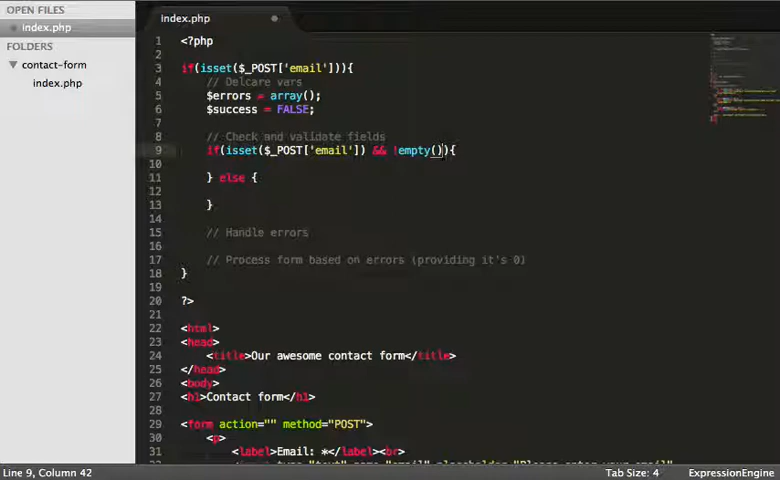 OPEN FILES
index.php
FOLDERS
contact-form
index.php
index.php
1 <?php
2
3 if(isset($_POST['email'])){
4 // Delcare vars
5 $errors = array();
6 $success = FALSE;
7
8 // Check and validate fields
9 if(isset($_POST['email']) && !empty()){
10
11 } else {
12
13 }
14
15 // Handle errors
16
17 // Process form based on errors (providing it's 0)
18 }
19
20 ?>
21
22 <html>
23 <head>
24 <title>Our awesome contact form</title>
25 </head>
26 <body>
27 <h1>Contact form</h1>
28
29 <form action="" method="POST">
30 <p>
31 <label>Email: *</label><br>
Line 9, Column 42
Tab Size: 4
ExpressionEngine